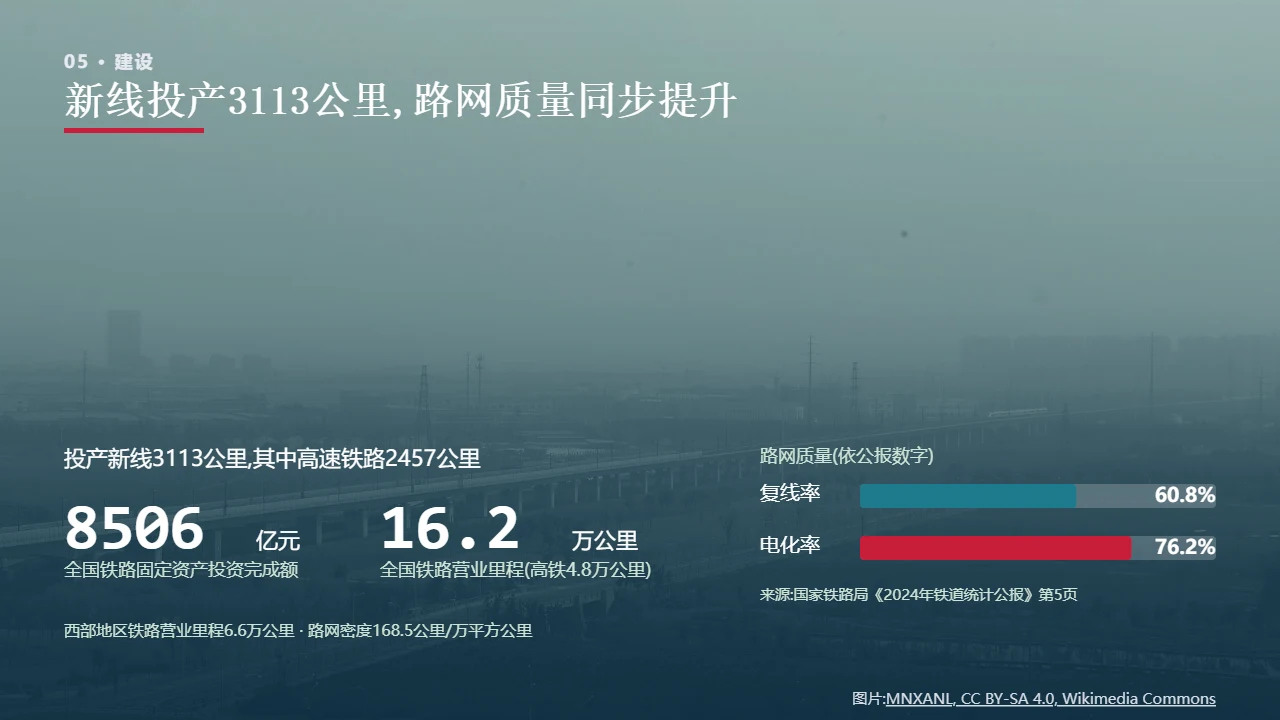 05 • 建设
新线投产3113公里,路网质量同步提升
投产新线3113公里,其中高速铁路2457公里
8506 亿元
全国铁路固定资产投资完成额
16.2 万公里
全国铁路营业里程(高铁4.8万公里)
西部地区铁路营业里程6.6万公里 · 路网密度168.5公里/万平方公里
路网质量(依公报数字)
复线率 60.8%
电化率 76.2%
来源:国家铁路局《2024年铁道统计公报》第5页
图片:MNXANL, CC BY-SA 4.0, Wikimedia Commons